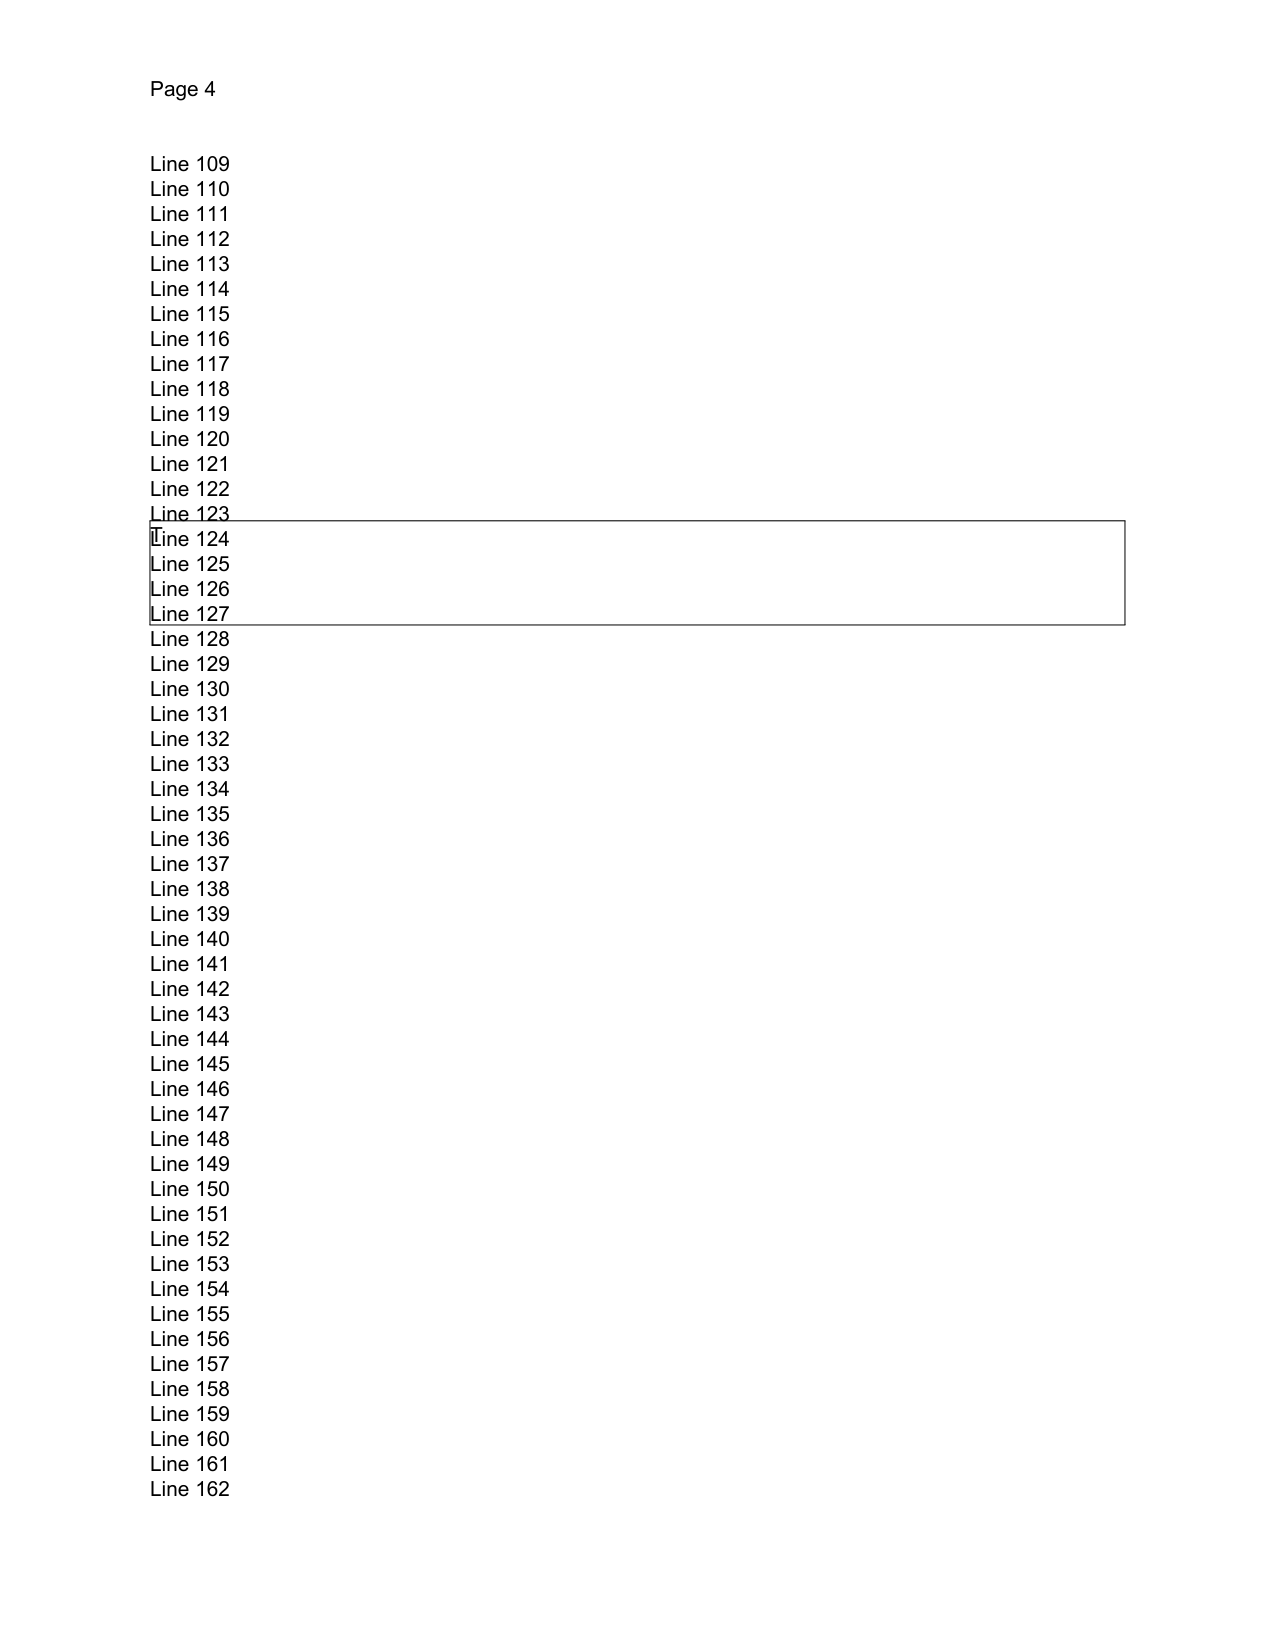 Page 4
Line 109
Line 110
Line 111
Line 112
Line 113
Line 114
Line 115
Line 116
Line 117
Line 118
Line 119
Line 120
Line 121
Line 122
Line 123
T
Line 124
Line 125
Line 126
Line 127
Line 128
Line 129
Line 130
Line 131
Line 132
Line 133
Line 134
Line 135
Line 136
Line 137
Line 138
Line 139
Line 140
Line 141
Line 142
Line 143
Line 144
Line 145
Line 146
Line 147
Line 148
Line 149
Line 150
Line 151
Line 152
Line 153
Line 154
Line 155
Line 156
Line 157
Line 158
Line 159
Line 160
Line 161
Line 162